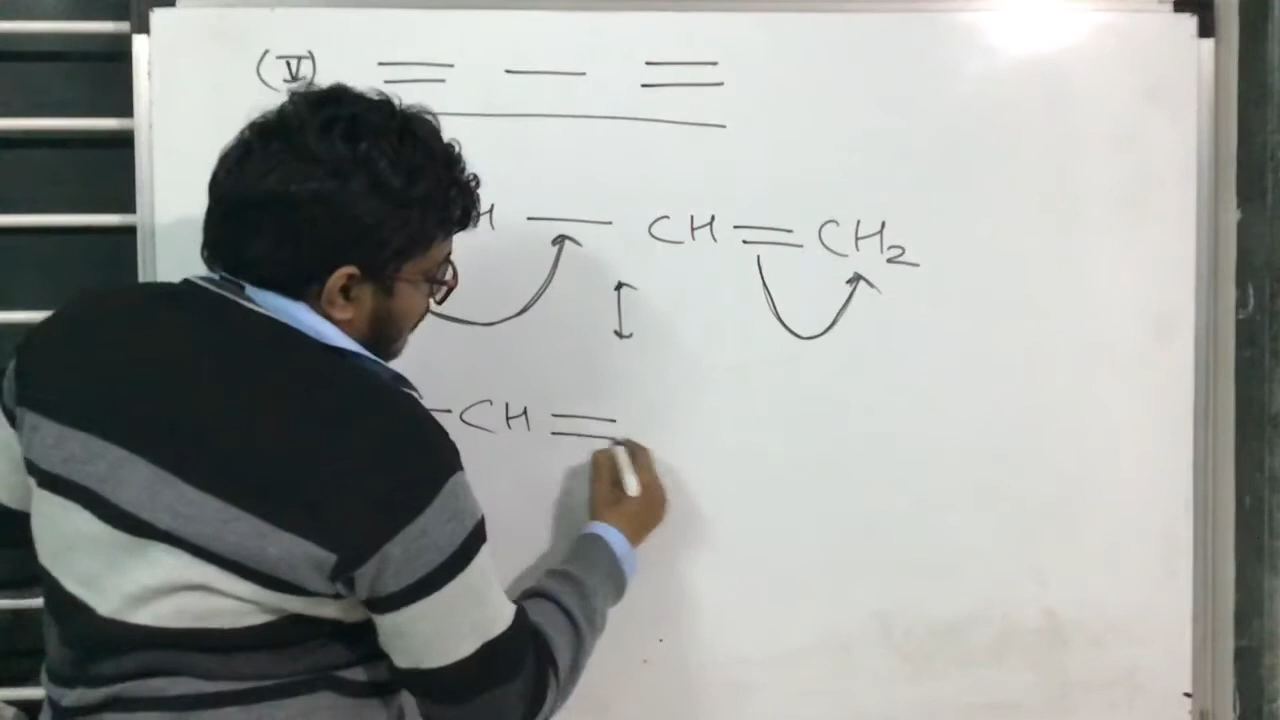 (V) = — =
H — CH = CH₂
— CH =